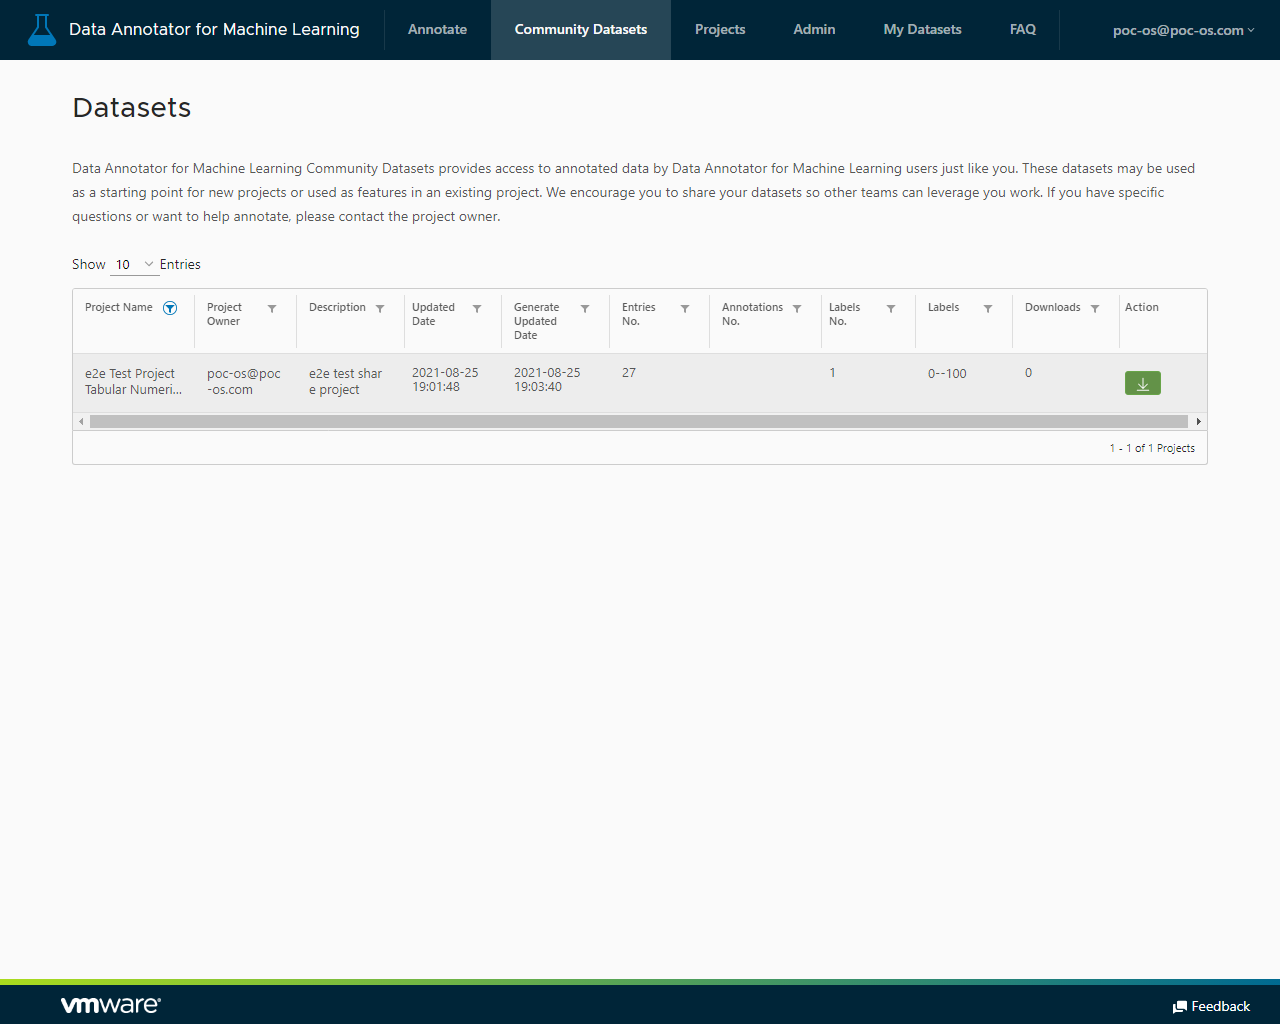 Data Annotator for Machine Learning Annotate Community Datasets Projects Admin My Datasets FAQ poc-os@poc-os.com
Datasets
Data Annotator for Machine Learning Community Datasets provides access to annotated data by Data Annotator for Machine Learning users just like you. These datasets may be used
as a starting point for new projects or used as features in an existing project. We encourage you to share your datasets so other teams can leverage you work. If you have specific
questions or want to help annotate, please contact the project owner.
Show 10 Entries
Project Name Project Description Updated Generate Entries Annotations Labels Labels Downloads Action
Owner Date Updated No. No. No.
Date
e2e Test Project poc-os@poc e2e test shar 2021-08-25 2021-08-25 27 1 0--100 0
Tabular Numeri... -os.com e project 19:01:48 19:03:40
1 - 1 of 1 Projects
vmware Feedback